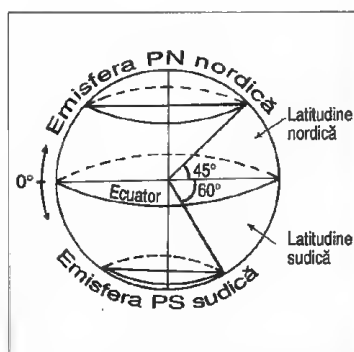 Emisfera PN nordică
Latitudine
nordică
45°
0°
60°
Ecuator
Latitudine
sudică
Emisfera PS sudică